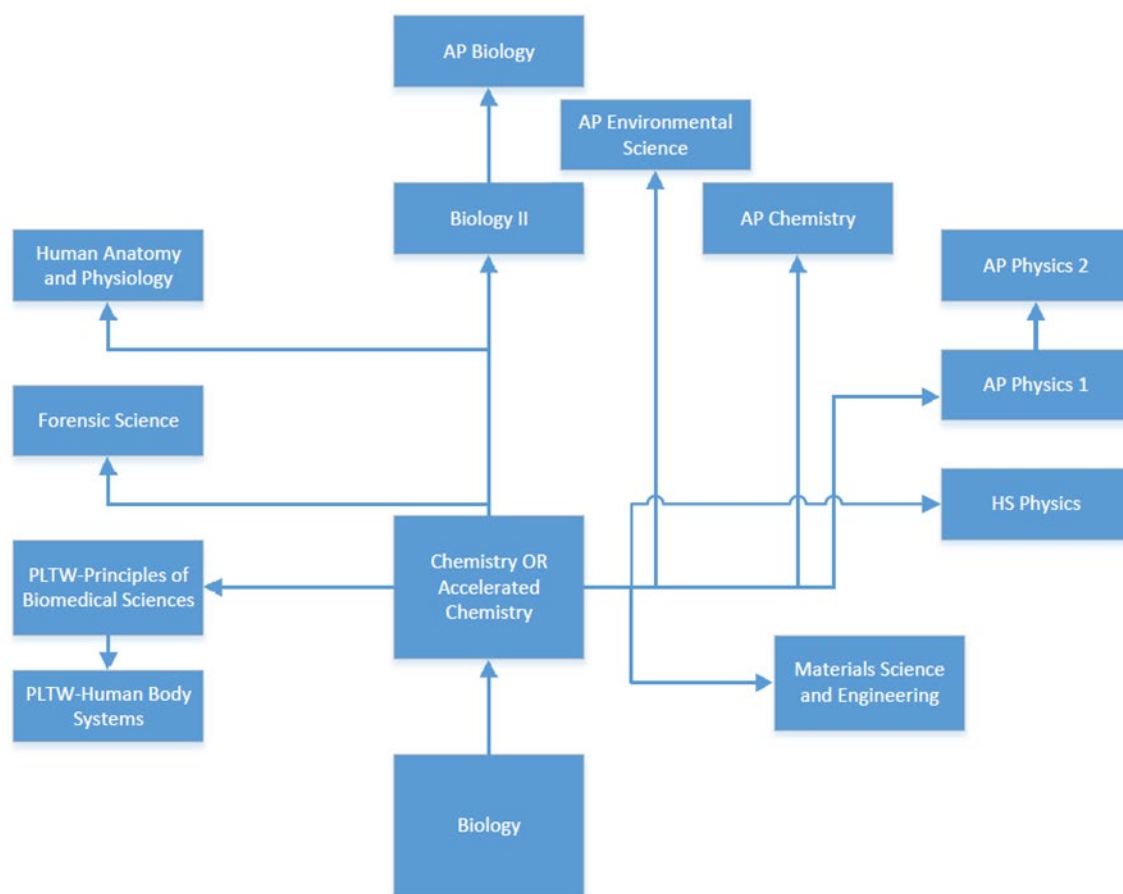 AP Biology
AP Environmental
Science
Biology II
AP Chemistry
Human Anatomy
and Physiology
AP Physics 2
AP Physics 1
Forensic Science
HS Physics
Chemistry OR
Accelerated
Chemistry
PLTW-Principles of
Biomedical Sciences
Materials Science
and Engineering
PLTW-Human Body
Systems
Biology